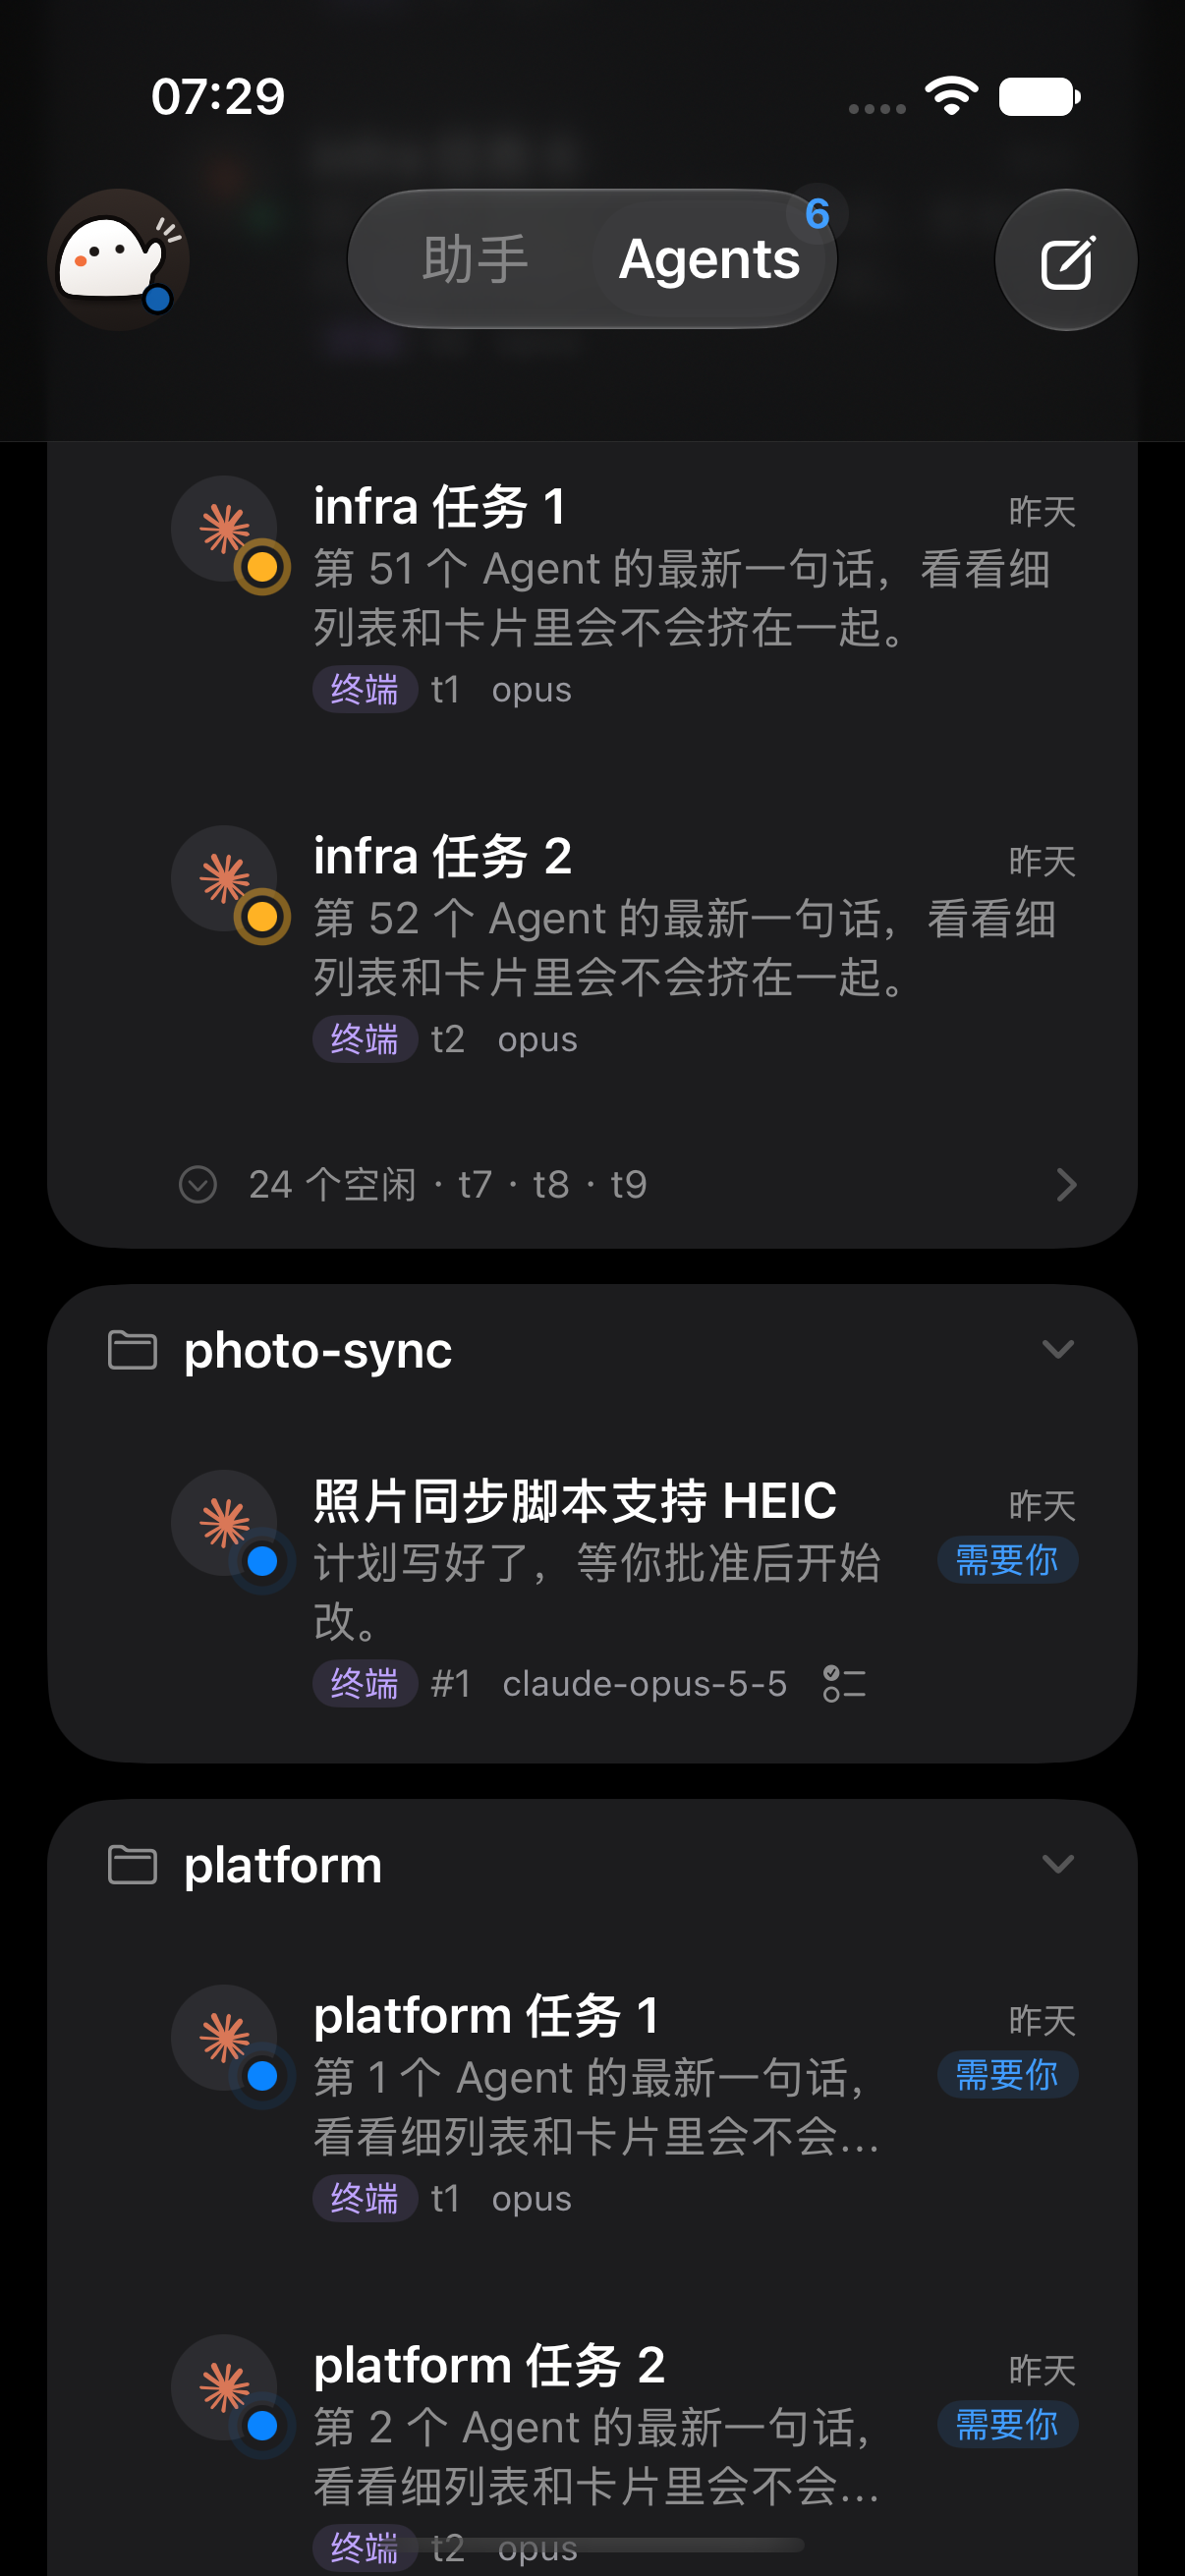 07:29
助手
Agents
6
infra 任务 1
昨天
第 51 个 Agent 的最新一句话，看看细
列表和卡片里会不会挤在一起。
终端 t1 opus
infra 任务 2
昨天
第 52 个 Agent 的最新一句话，看看细
列表和卡片里会不会挤在一起。
终端 t2 opus
24 个空闲 · t7 · t8 · t9
photo-sync
照片同步脚本支持 HEIC
昨天
计划写好了，等你批准后开始
需要你
改。
终端 #1 claude-opus-5-5
platform
platform 任务 1
昨天
第 1 个 Agent 的最新一句话，
需要你
看看细列表和卡片里会不会...
终端 t1 opus
platform 任务 2
昨天
第 2 个 Agent 的最新一句话，
需要你
看看细列表和卡片里会不会...
终端 t2 opus